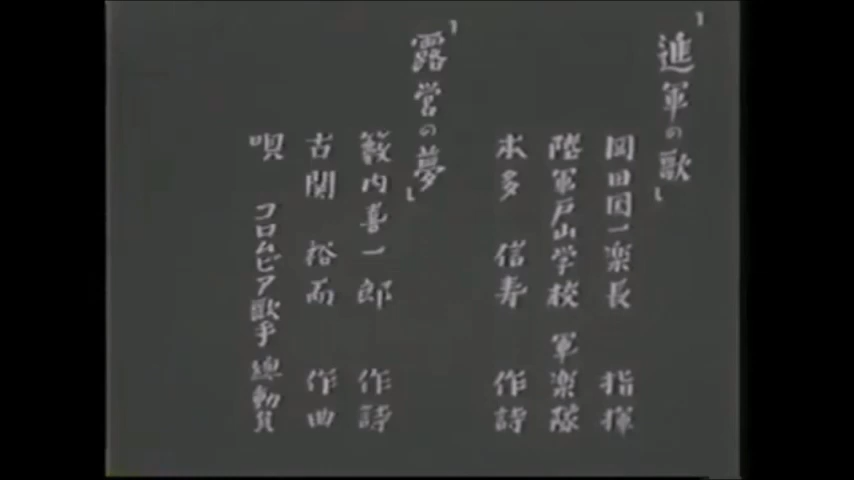 「進軍の歌」
岡田国一楽長 指揮
陸軍戸山学校 軍楽隊
本多 信寿 作詩
「露営の夢」
籔内喜一郎 作詩
古関 裕而 作曲
唄 コロムビア歌手總動員